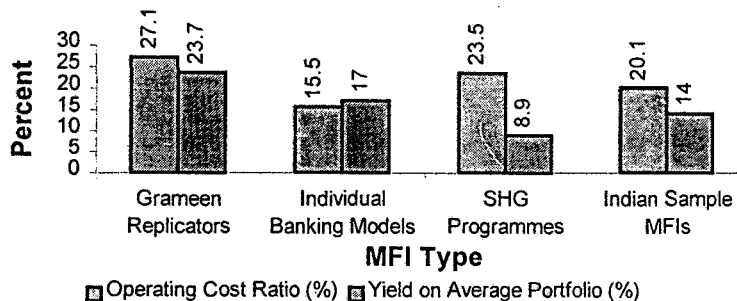 Percent
30
25
20
15
10
5
0
27.1
23.7
15.5
17
23.5
8.9
20.1
14
Grameen Replicators
Individual Banking Models
SHG Programmes
Indian Sample MFIs
MFI Type
Operating Cost Ratio (%) Yield on Average Portfolio (%)